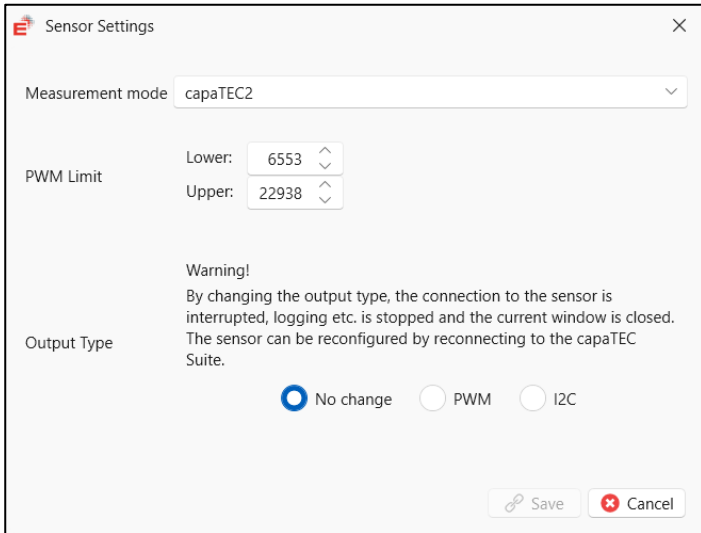 Sensor Settings
Measurement mode capaTEC2
PWM Limit
Lower: 6553
Upper: 22938
Output Type
Warning!
By changing the output type, the connection to the sensor is
interrupted, logging etc. is stopped and the current window is closed.
The sensor can be reconfigured by reconnecting to the capaTEC
Suite.
No change PWM I2C
Save Cancel